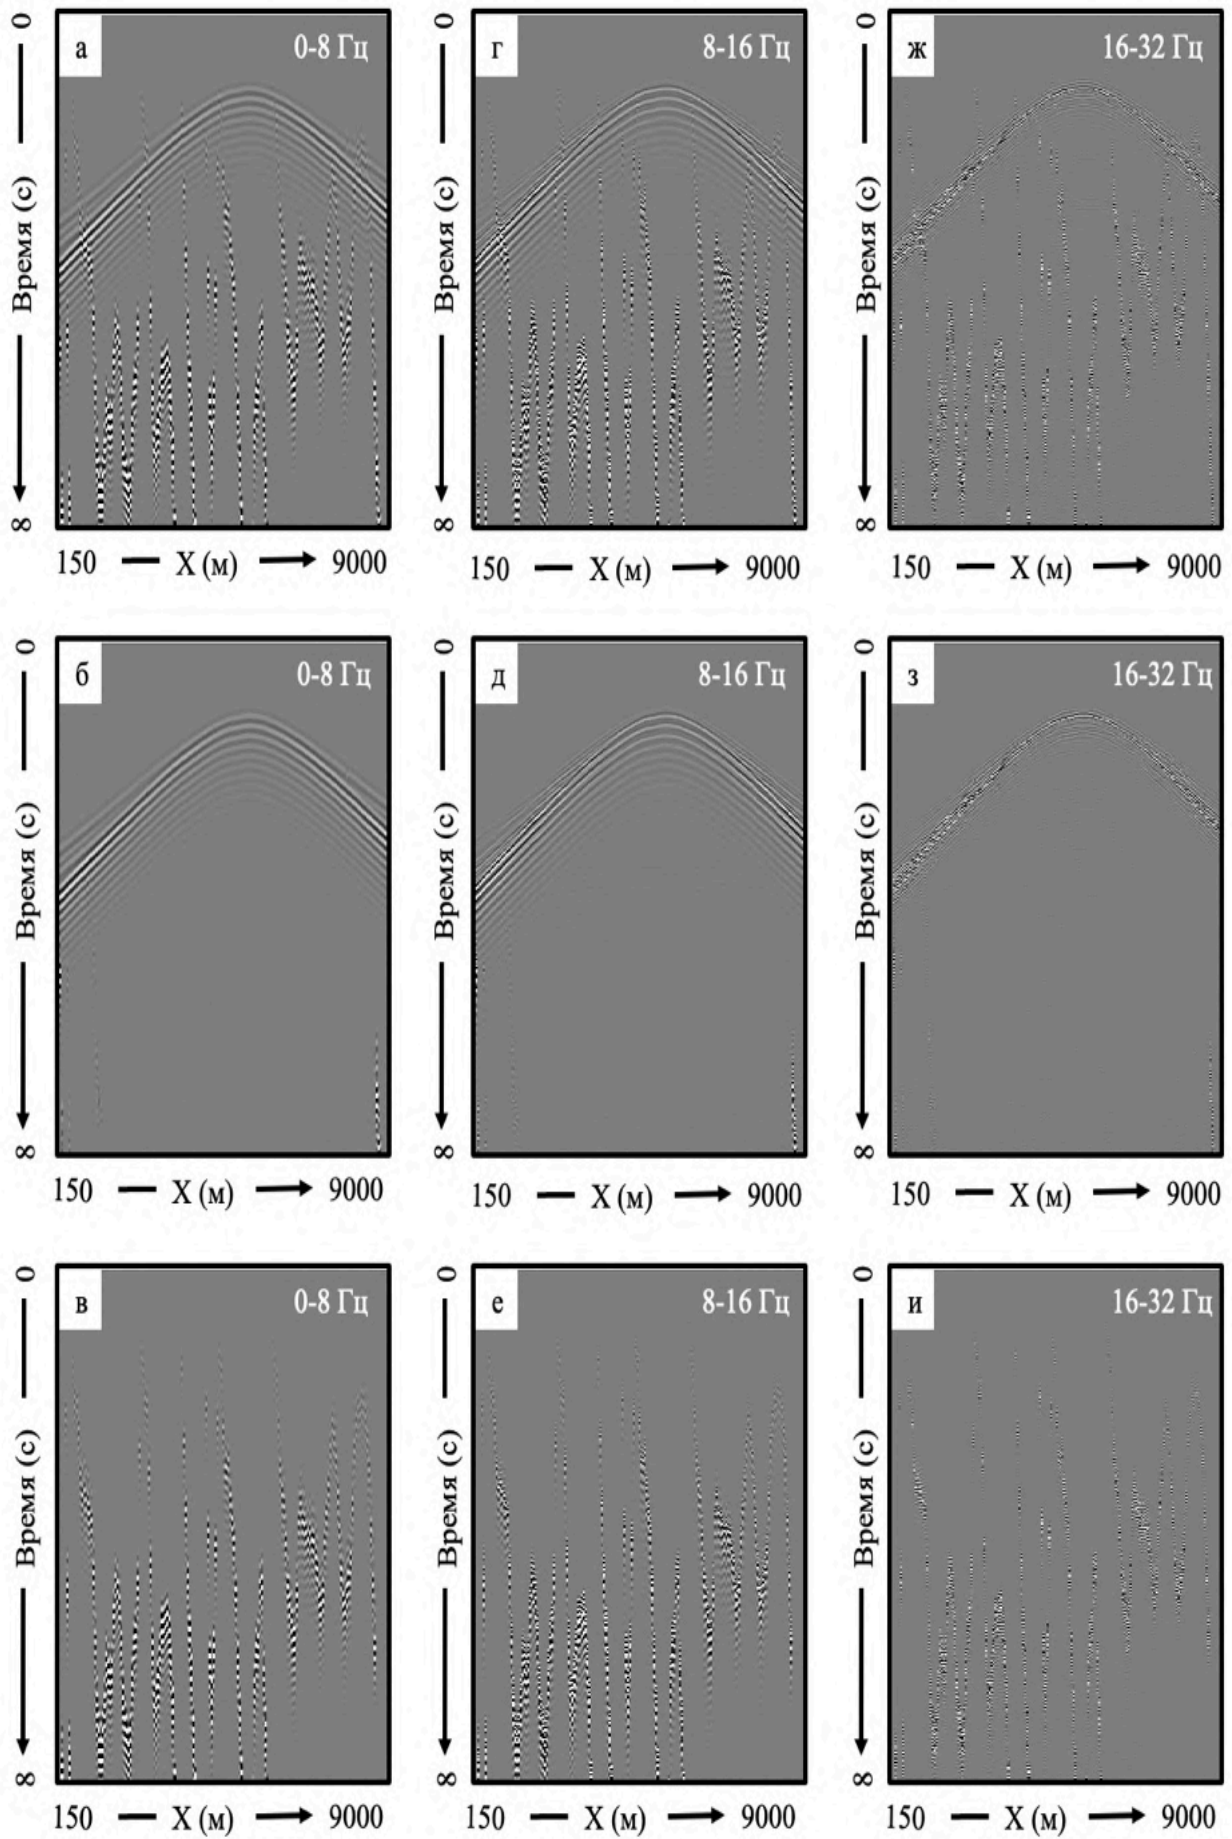 а 0-8 Гц
0 Время (с) 8
150 X (м) 9000
г 8-16 Гц
0 Время (с) 8
150 X (м) 9000
ж 16-32 Гц
0 Время (с) 8
150 X (м) 9000
б 0-8 Гц
0 Время (с) 8
150 X (м) 9000
д 8-16 Гц
0 Время (с) 8
150 X (м) 9000
з 16-32 Гц
0 Время (с) 8
150 X (м) 9000
в 0-8 Гц
0 Время (с) 8
150 X (м) 9000
е 8-16 Гц
0 Время (с) 8
150 X (м) 9000
и 16-32 Гц
0 Время (с) 8
150 X (м) 9000